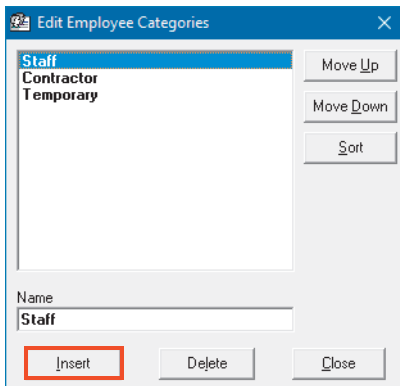 Edit Employee Categories
Staff
Contractor
Temporary
Move Up
Move Down
Sort
Name
Staff
Insert
Delete
Close